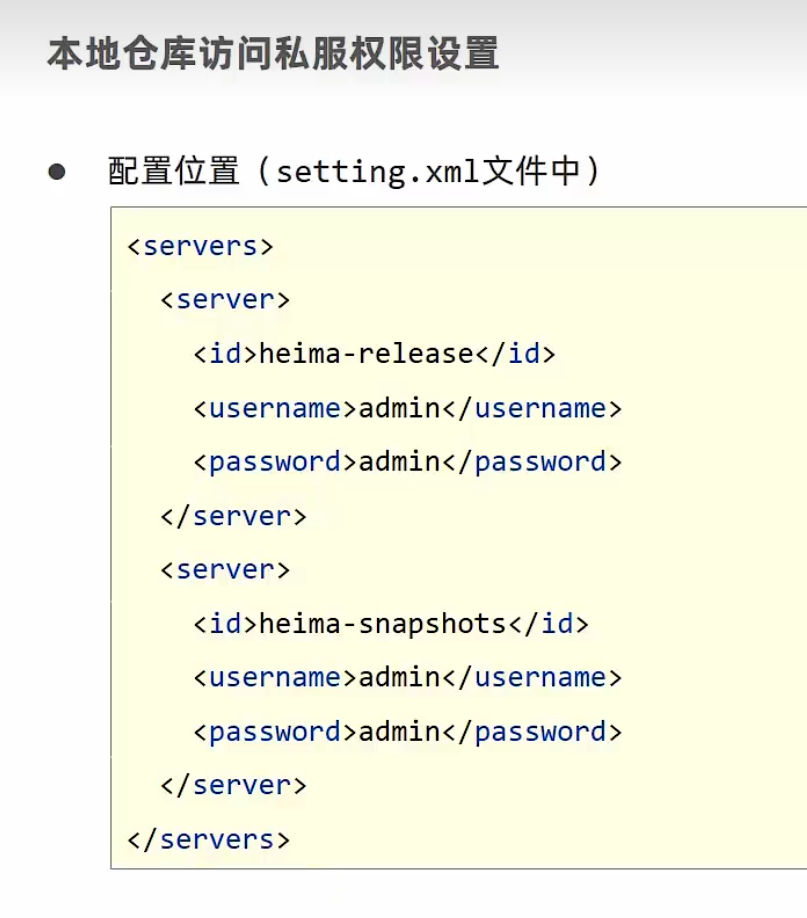 本地仓库访问私服权限设置
● 配置位置（setting.xml文件中）
<servers>
<server>
<id>heima-release</id>
<username>admin</username>
<password>admin</password>
</server>
<server>
<id>heima-snapshots</id>
<username>admin</username>
<password>admin</password>
</server>
</servers>